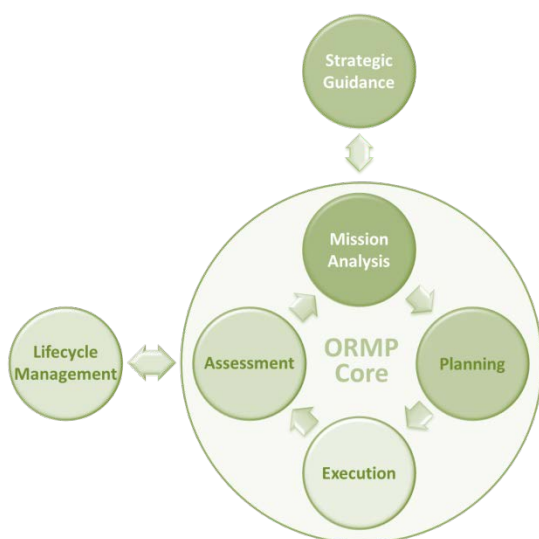 Strategic
Guidance
Mission
Analysis
Lifecycle
Management
Assessment
ORMP
Core
Planning
Execution